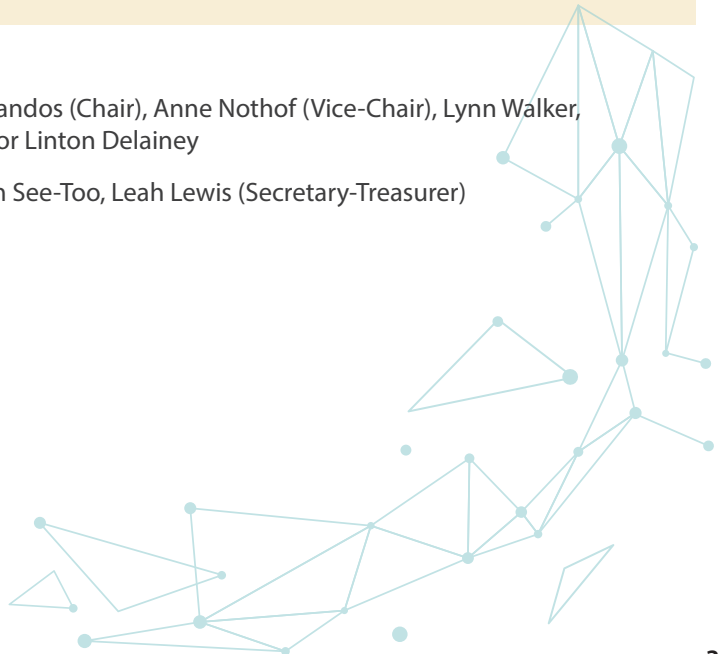 andos (Chair), Anne Nothof (Vice-Chair), Lynn Walker,
or Linton Delainey
n See-Too, Leah Lewis (Secretary-Treasurer)